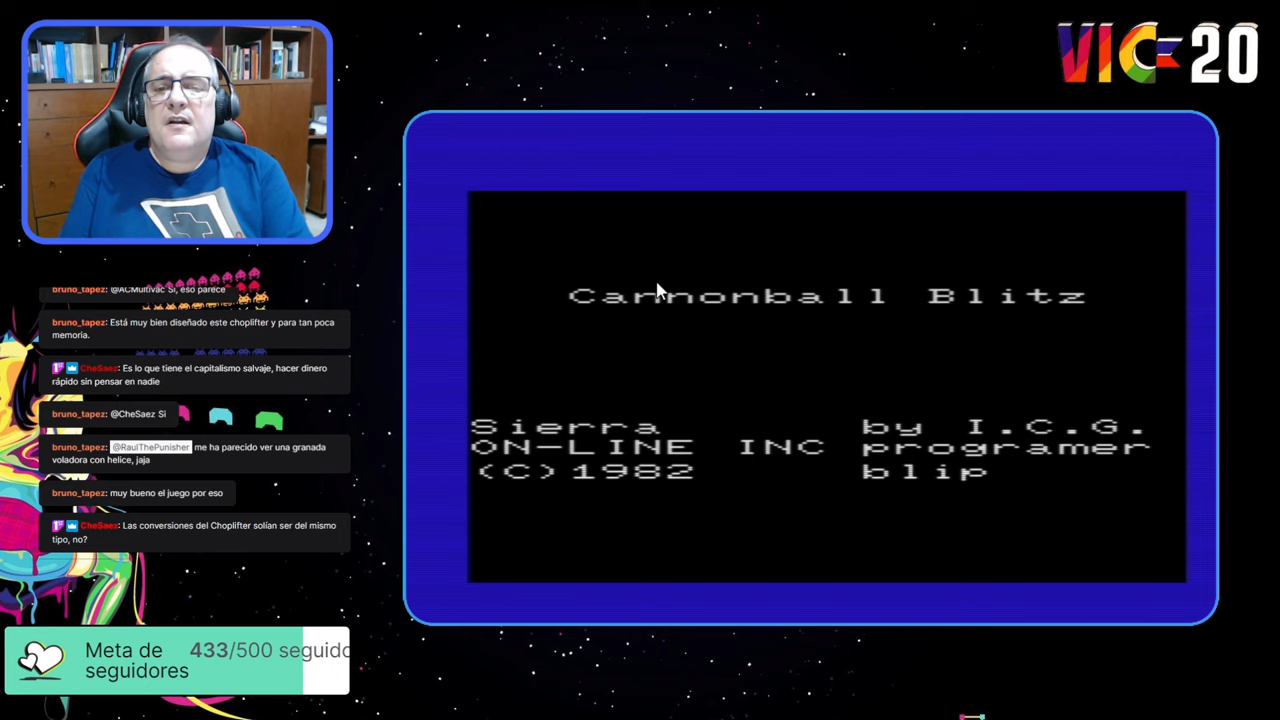 VIC-20
bruno_tapez: @ACMultivac Si, eso parece
bruno_tapez: Está muy bien diseñado este choplifter y para tan poca
memoria.
CheSaez: Es lo que tiene el capitalismo salvaje, hacer dinero
rápido sin pensar en nadie
bruno_tapez: @CheSaez Si
bruno_tapez: @RaulThePunisher me ha parecido ver una granada
voladora con helice, jaja
bruno_tapez: muy bueno el juego por eso
CheSaez: Las conversiones del Choplifter solían ser del mismo
tipo, no?
Cannonball Blitz
Sierra by I.C.G.
ON-LINE INC programer
(C)1982 blip
Meta de 433/500 seguido
seguidores